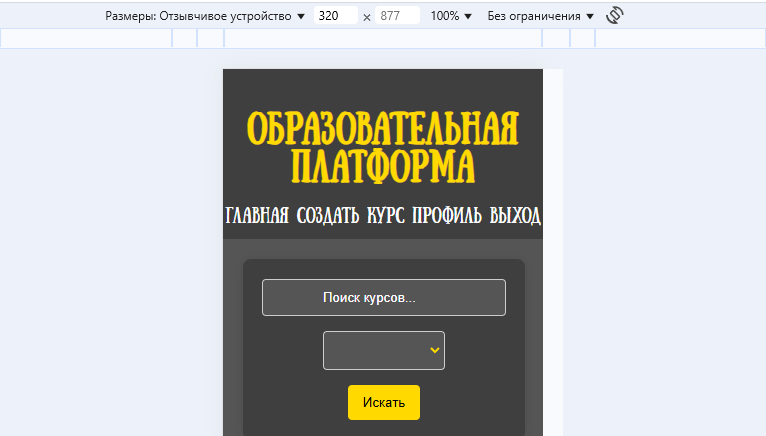 Размеры: Отзывчивое устройство 320 × 877 100% Без ограничения
ОБРАЗОВАТЕЛЬНАЯ
ПЛАТФОРМА
ГЛАВНАЯ СОЗДАТЬ КУРС ПРОФИЛЬ ВЫХОД
Поиск курсов...
Искать